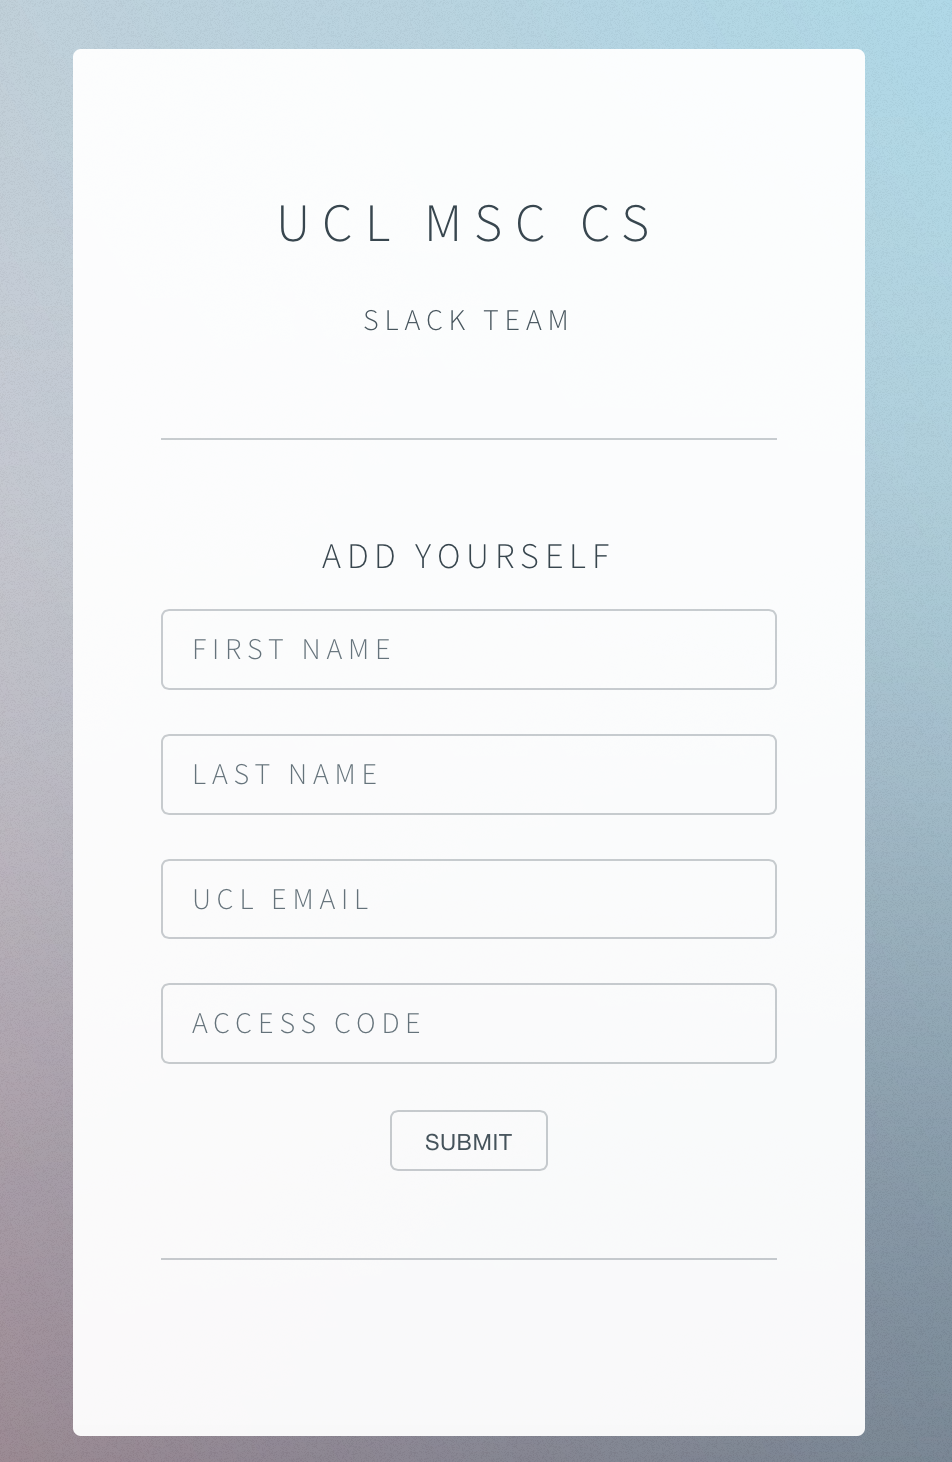 UCL MSC CS
SLACK TEAM
ADD YOURSELF
FIRST NAME
LAST NAME
UCL EMAIL
ACCESS CODE
SUBMIT